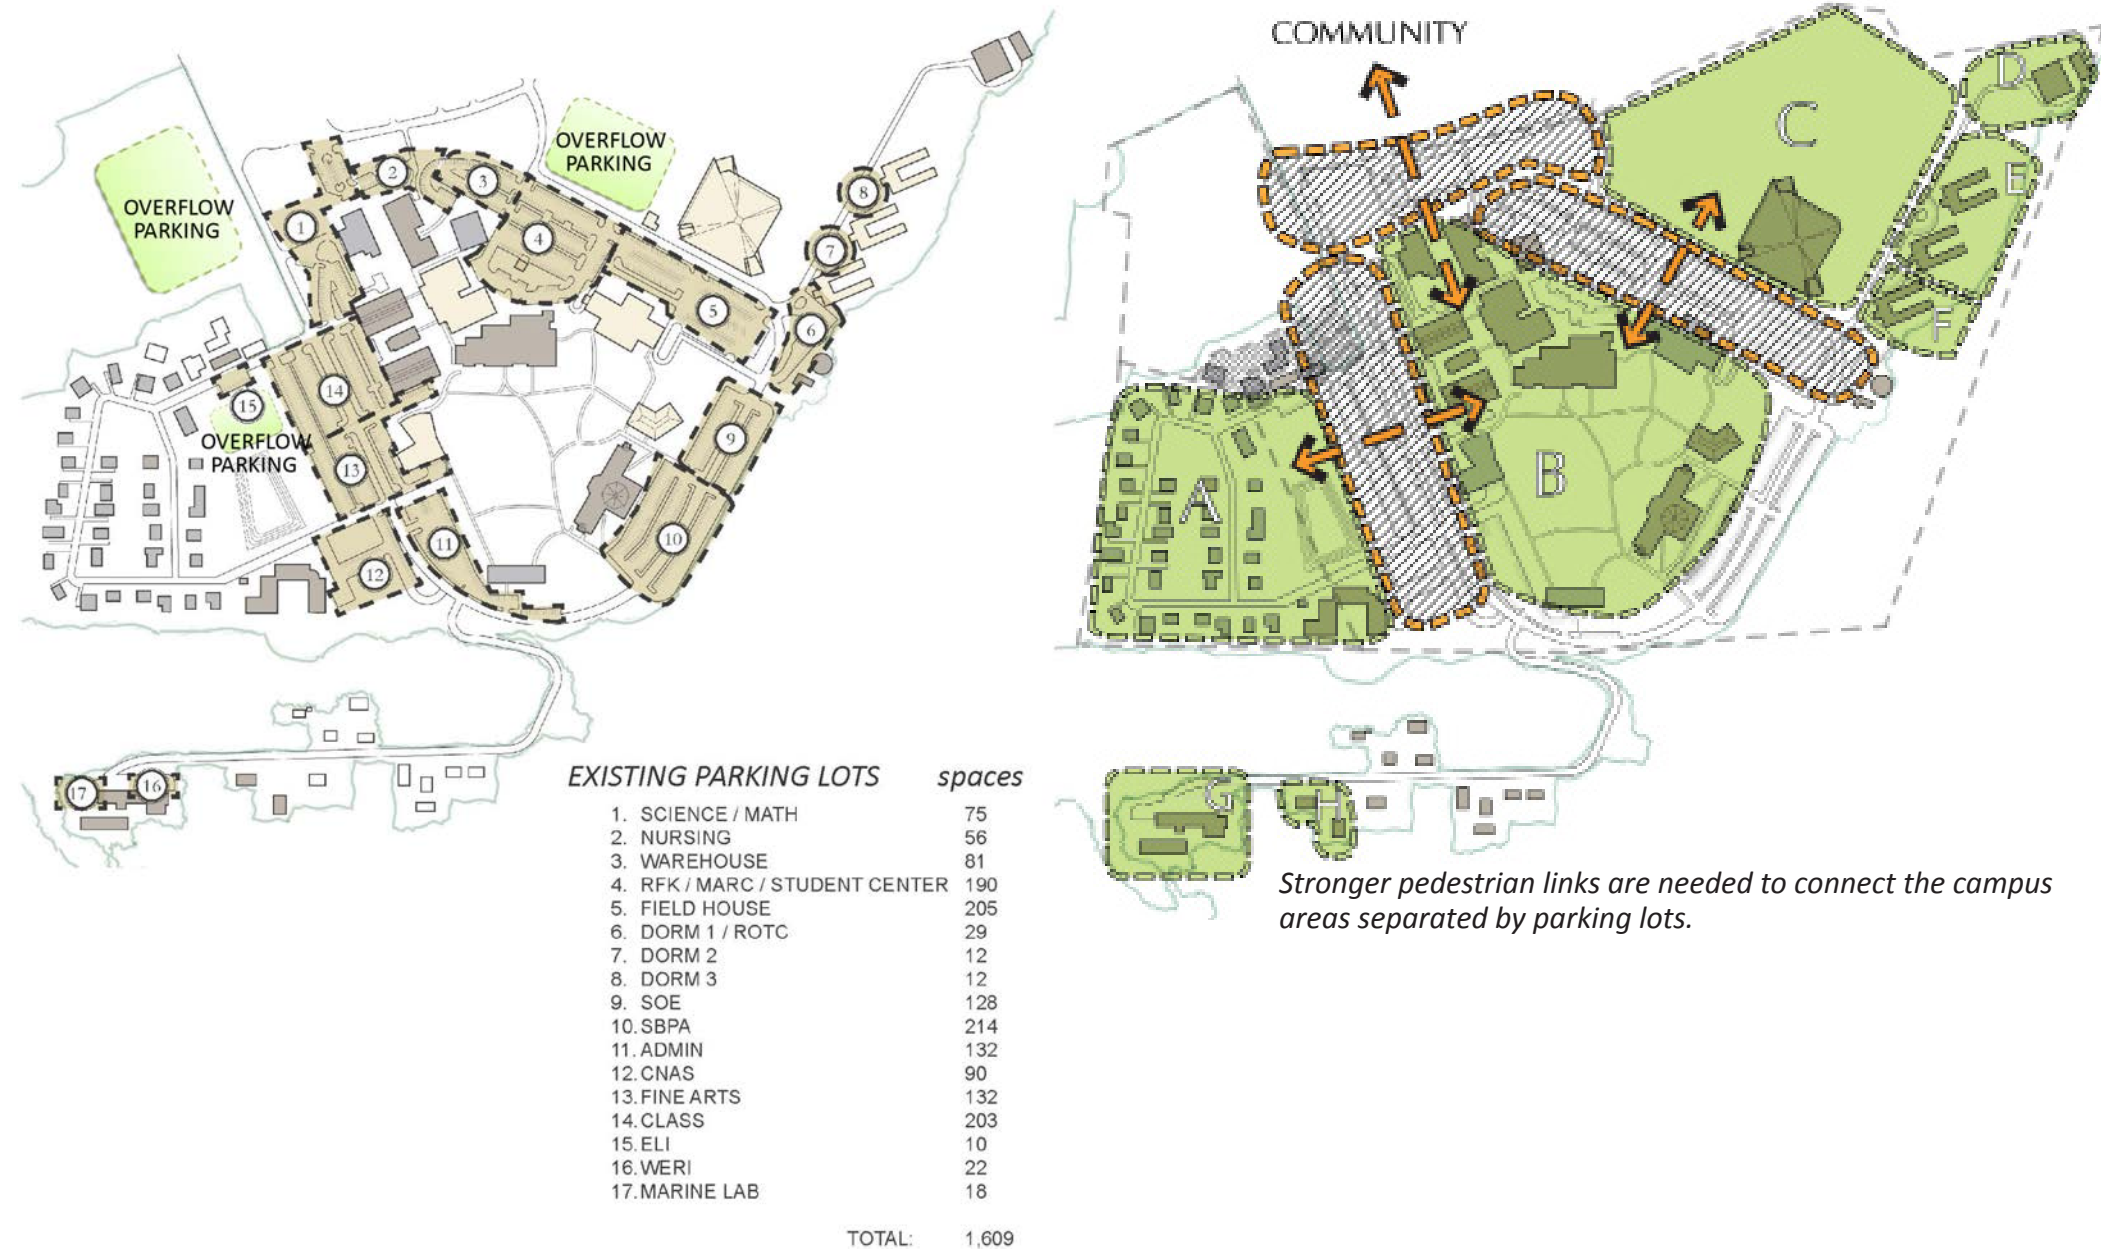 OVERFLOW
PARKING
OVERFLOW
PARKING
OVERFLOW
PARKING
1
2
3
4
5
6
7
8
9
10
11
12
13
14
15
16
17
EXISTING PARKING LOTS spaces
1. SCIENCE / MATH 75
2. NURSING 56
3. WAREHOUSE 81
4. RFK / MARC / STUDENT CENTER 190
5. FIELD HOUSE 205
6. DORM 1 / ROTC 29
7. DORM 2 12
8. DORM 3 12
9. SOE 128
10. SBPA 214
11. ADMIN 132
12. CNAS 90
13. FINE ARTS 132
14. CLASS 203
15. ELI 10
16. WERI 22
17. MARINE LAB 18
TOTAL: 1,609
COMMUNITY
A
B
C
D
E
F
G
H
Stronger pedestrian links are needed to connect the campus
areas separated by parking lots.